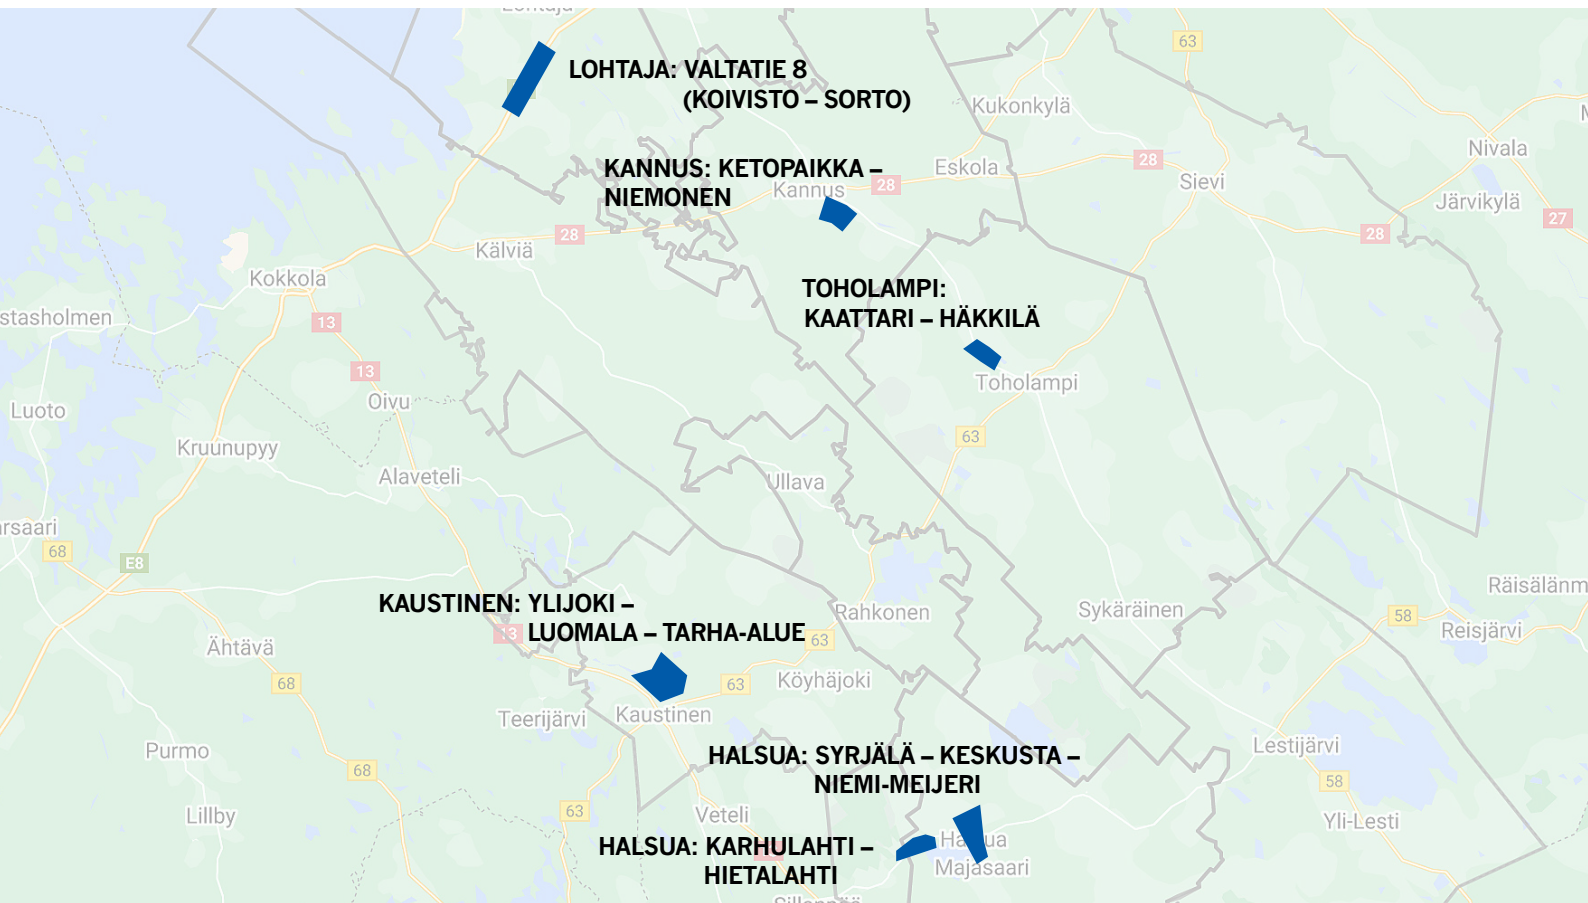 Lohtaja
63
LOHTAJA: VALTATIE 8
(KOIVISTO – SORTO)
Kukonkylä
Nivala
28
Eskola
KANNUS: KETOPAIKKA –
NIEMONEN
Kannus
28
Sievi
Järvikylä
27
28
28
Kälviä
Kokkola
TOHOLAMPI:
KAATTARI – HÄKKILÄ
stasholmen
13
13
Toholampi
Oivu
Luoto
63
Kruunupyy
Alaveteli
Ullava
arsaari
68
E8
Räisälänm
KAUSTINEN: YLIJOKI –
LUOMALA – TARHA-ALUE
13
63
Rahkonen
Sykäräinen
58
Reisjärvi
Ähtävä
68
63
Köyhäjoki
Teerijärvi
Kaustinen
Purmo
Lestijärvi
HALSUA: SYRJÄLÄ – KESKUSTA –
NIEMI-MEIJERI
68
58
63
Lillby
Veteli
Yli-Lesti
HALSUA: KARHULAHTI –
HIETALAHTI
Halsua
Majasaari